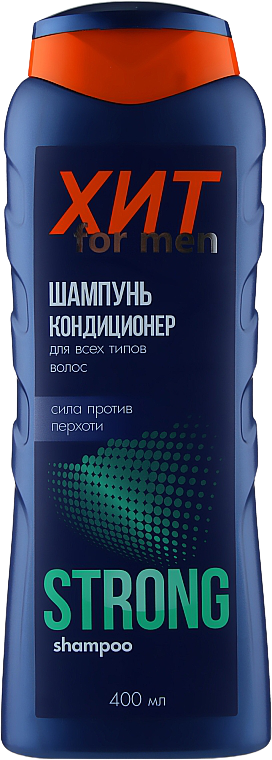 ХИТ
for men
ШАМПУНЬ
КОНДИЦИОНЕР
для всех типов
волос
сила против
перхоти
STRONG
shampoo
400 мл